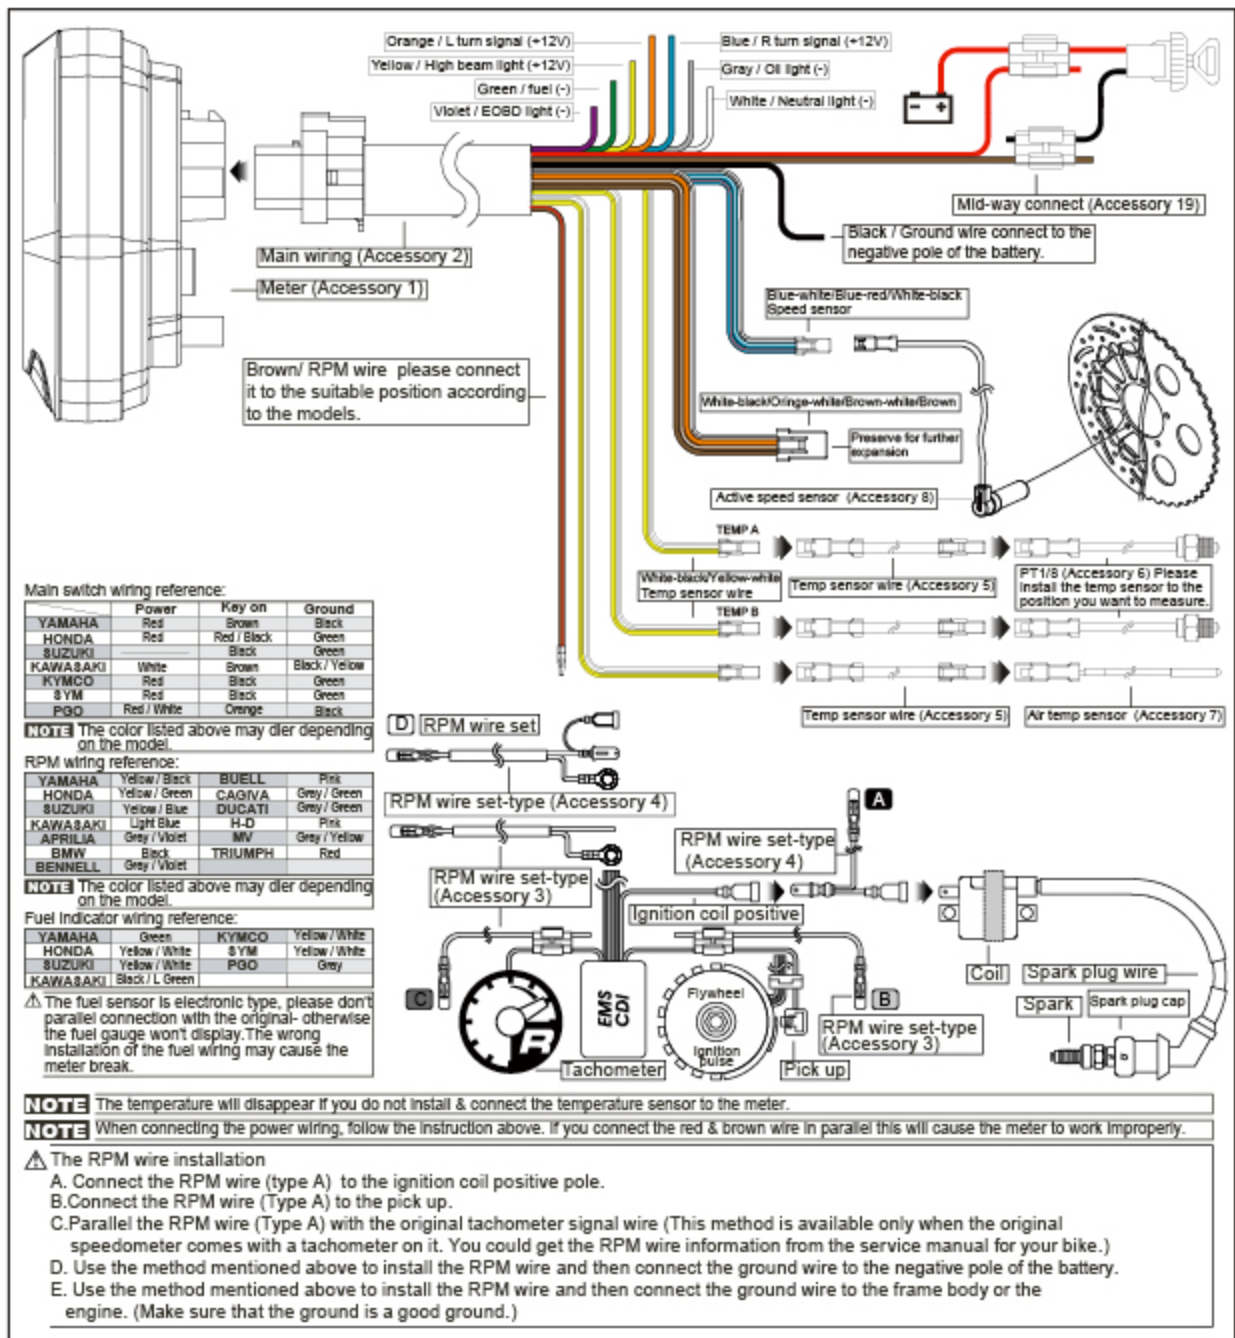 Orange / L turn signal (+12V)
Blue / R turn signal (+12V)
Yellow / High beam light (+12V)
Gray / Oil light (-)
Green / fuel (-)
White / Neutral light (-)
Violet / EOBD light (-)
- +
Mid-way connect (Accessory 19)
Black / Ground wire connect to the
negative pole of the battery.
Main wiring (Accessory 2)
Meter (Accessory 1)
Blue-white/Blue-red/White-black
Speed sensor
Brown/ RPM wire please connect
it to the suitable position according
to the models.
White-black/Oringe-white/Brown-white/Brown
Preserve for further
expansion
Active speed sensor (Accessory 8)
TEMP A
White-black/Yellow-white
Temp sensor wire
Temp sensor wire (Accessory 5)
PT1/8 (Accessory 6) Please
Install the temp sensor to the
position you want to measure.
TEMP B
Temp sensor wire (Accessory 5)
Air temp sensor (Accessory 7)
Main switch wiring reference:
Power Key on Ground
YAMAHA Red Brown Black
HONDA Red Red / Black Green
SUZUKI Black Green
KAWASAKI White Brown Black / Yellow
KYMCO Red Black Green
SYM Red Black Green
PGO Red / White Orange Black
NOTE The color listed above may dier depending
on the model.
RPM wiring reference:
YAMAHA Yellow / Black BUELL Pink
HONDA Yellow / Green CAGIVA Gray / Green
SUZUKI Yellow / Blue DUCATI Gray / Green
KAWASAKI Light Blue H-D Pink
APRILIA Gray / Violet MV Gray / Yellow
BMW Black TRIUMPH Red
BENNELL Gray / Violet
NOTE The color listed above may dier depending
on the model.
Fuel Indicator wiring reference:
YAMAHA Green KYMCO Yellow / White
HONDA Yellow / White SYM Yellow / White
SUZUKI Yellow / White PGO Gray
KAWASAKI Black / L Green
The fuel sensor is electronic type, please don't
parallel connection with the original- otherwise
the fuel gauge won't display.The wrong
installation of the fuel wiring may cause the
meter break.
D RPM wire set
RPM wire set-type (Accessory 4)
A
RPM wire set-type
(Accessory 4)
RPM wire set-type
(Accessory 3)
Ignition coil positive
Coil
Spark plug wire
Spark
Spark plug cap
C
EMS
CDI
R
Flywheel
Ignition
pulse
B
RPM wire set-type
(Accessory 3)
Tachometer
Pick up
NOTE The temperature will disappear if you do not install & connect the temperature sensor to the meter.
NOTE When connecting the power wiring, follow the instruction above. If you connect the red & brown wire in parallel this will cause the meter to work improperly.
The RPM wire installation
A. Connect the RPM wire (type A) to the ignition coil positive pole.
B.Connect the RPM wire (Type A) to the pick up.
C.Parallel the RPM wire (Type A) with the original tachometer signal wire (This method is available only when the original
speedometer comes with a tachometer on it. You could get the RPM wire information from the service manual for your bike.)
D. Use the method mentioned above to install the RPM wire and then connect the ground wire to the negative pole of the battery.
E. Use the method mentioned above to install the RPM wire and then connect the ground wire to the frame body or the
engine. (Make sure that the ground is a good ground.)